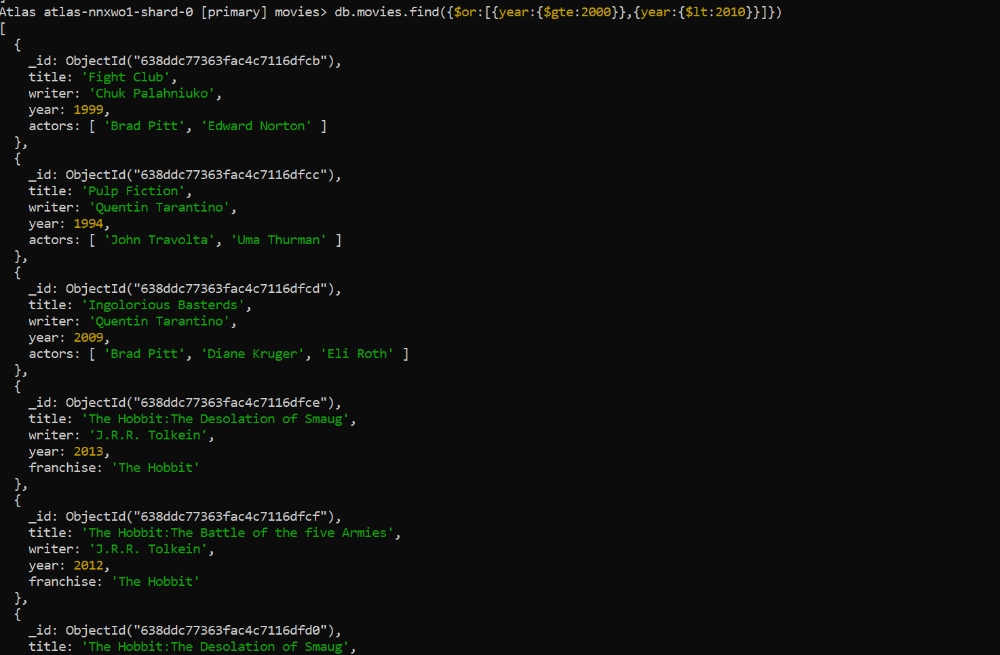 Atlas atlas-nnxwo1-shard-0 [primary] movies> db.movies.find({$or:[{year:{$gte:2000}},{year:{$lt:2010}}]})
[
  {
    _id: ObjectId("638ddc77363fac4c7116dfcb"),
    title: 'Fight Club',
    writer: 'Chuk Palahniuko',
    year: 1999,
    actors: [ 'Brad Pitt', 'Edward Norton' ]
  },
  {
    _id: ObjectId("638ddc77363fac4c7116dfcc"),
    title: 'Pulp Fiction',
    writer: 'Quentin Tarantino',
    year: 1994,
    actors: [ 'John Travolta', 'Uma Thurman' ]
  },
  {
    _id: ObjectId("638ddc77363fac4c7116dfcd"),
    title: 'Ingolorious Basterds',
    writer: 'Quentin Tarantino',
    year: 2009,
    actors: [ 'Brad Pitt', 'Diane Kruger', 'Eli Roth' ]
  },
  {
    _id: ObjectId("638ddc77363fac4c7116dfce"),
    title: 'The Hobbit:The Desolation of Smaug',
    writer: 'J.R.R. Tolkein',
    year: 2013,
    franchise: 'The Hobbit'
  },
  {
    _id: ObjectId("638ddc77363fac4c7116dfcf"),
    title: 'The Hobbit:The Battle of the five Armies',
    writer: 'J.R.R. Tolkein',
    year: 2012,
    franchise: 'The Hobbit'
  },
  {
    _id: ObjectId("638ddc77363fac4c7116dfd0"),
    title: 'The Hobbit:The Desolation of Smaug',